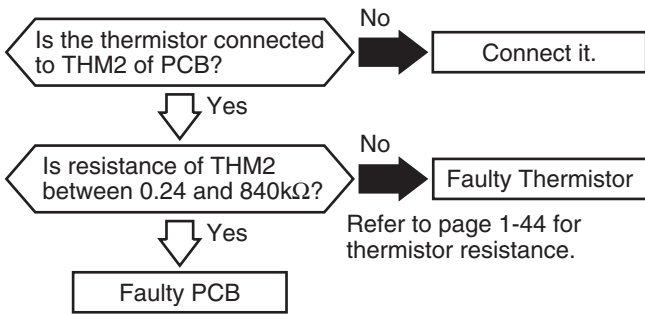 Is the thermistor connected
to THM2 of PCB?
No
Connect it.
Yes
Is resistance of THM2
between 0.24 and 840kΩ?
No
Faulty Thermistor
Refer to page 1-44 for
thermistor resistance.
Yes
Faulty PCB